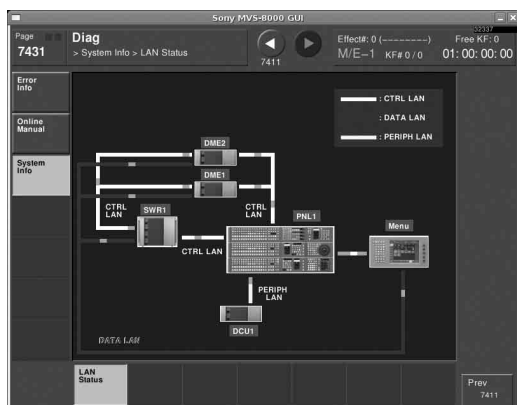 Sony MVS-8000 GUI
Page
7431
Diag
> System Info > LAN Status
7411
Effect#: 0 (--------)
M/E-1 KF# 0 / 0
32337
Free KF: 0
01: 00: 00: 00
Error
Info
Online
Manual
System
Info
: CTRL LAN
: DATA LAN
: PERIPH LAN
DME2
DME1
CTRL
LAN
SWR1
CTRL
LAN
PNL1
Menu
CTRL LAN
PERIPH
LAN
DCU1
DATA LAN
LAN
Status
Prev
7411